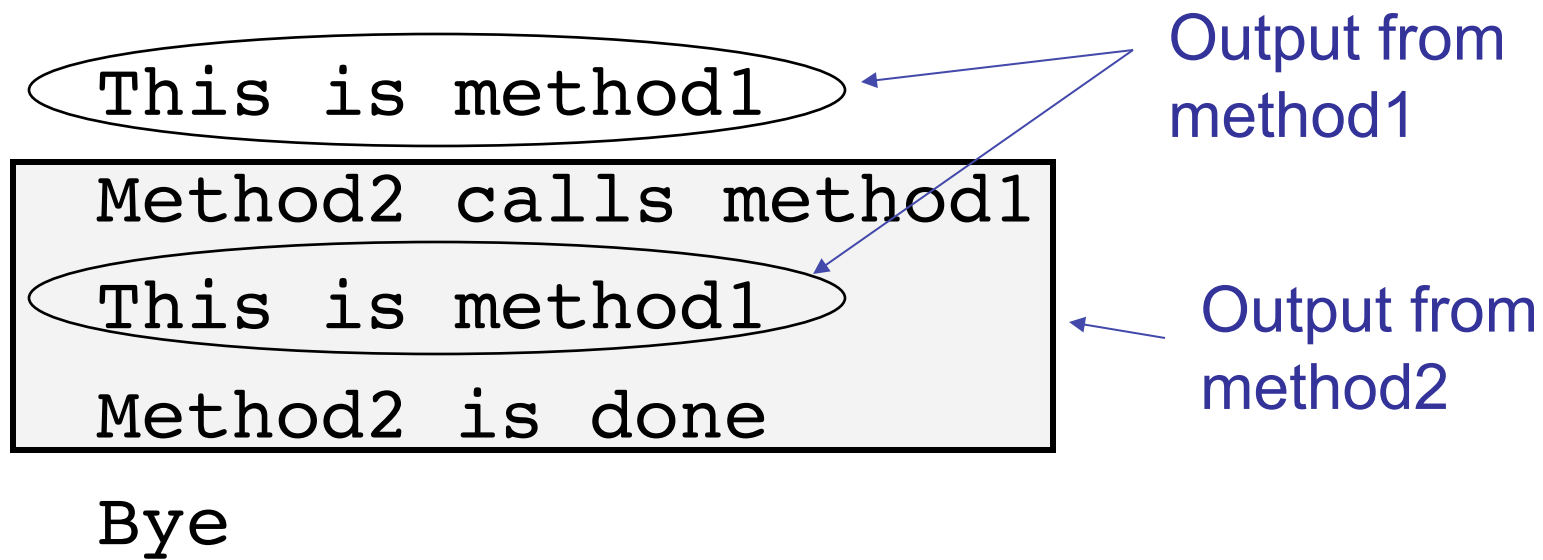 This is method1
Method2 calls method1
This is method1
Method2 is done
Bye
Output from
method1
Output from
method2